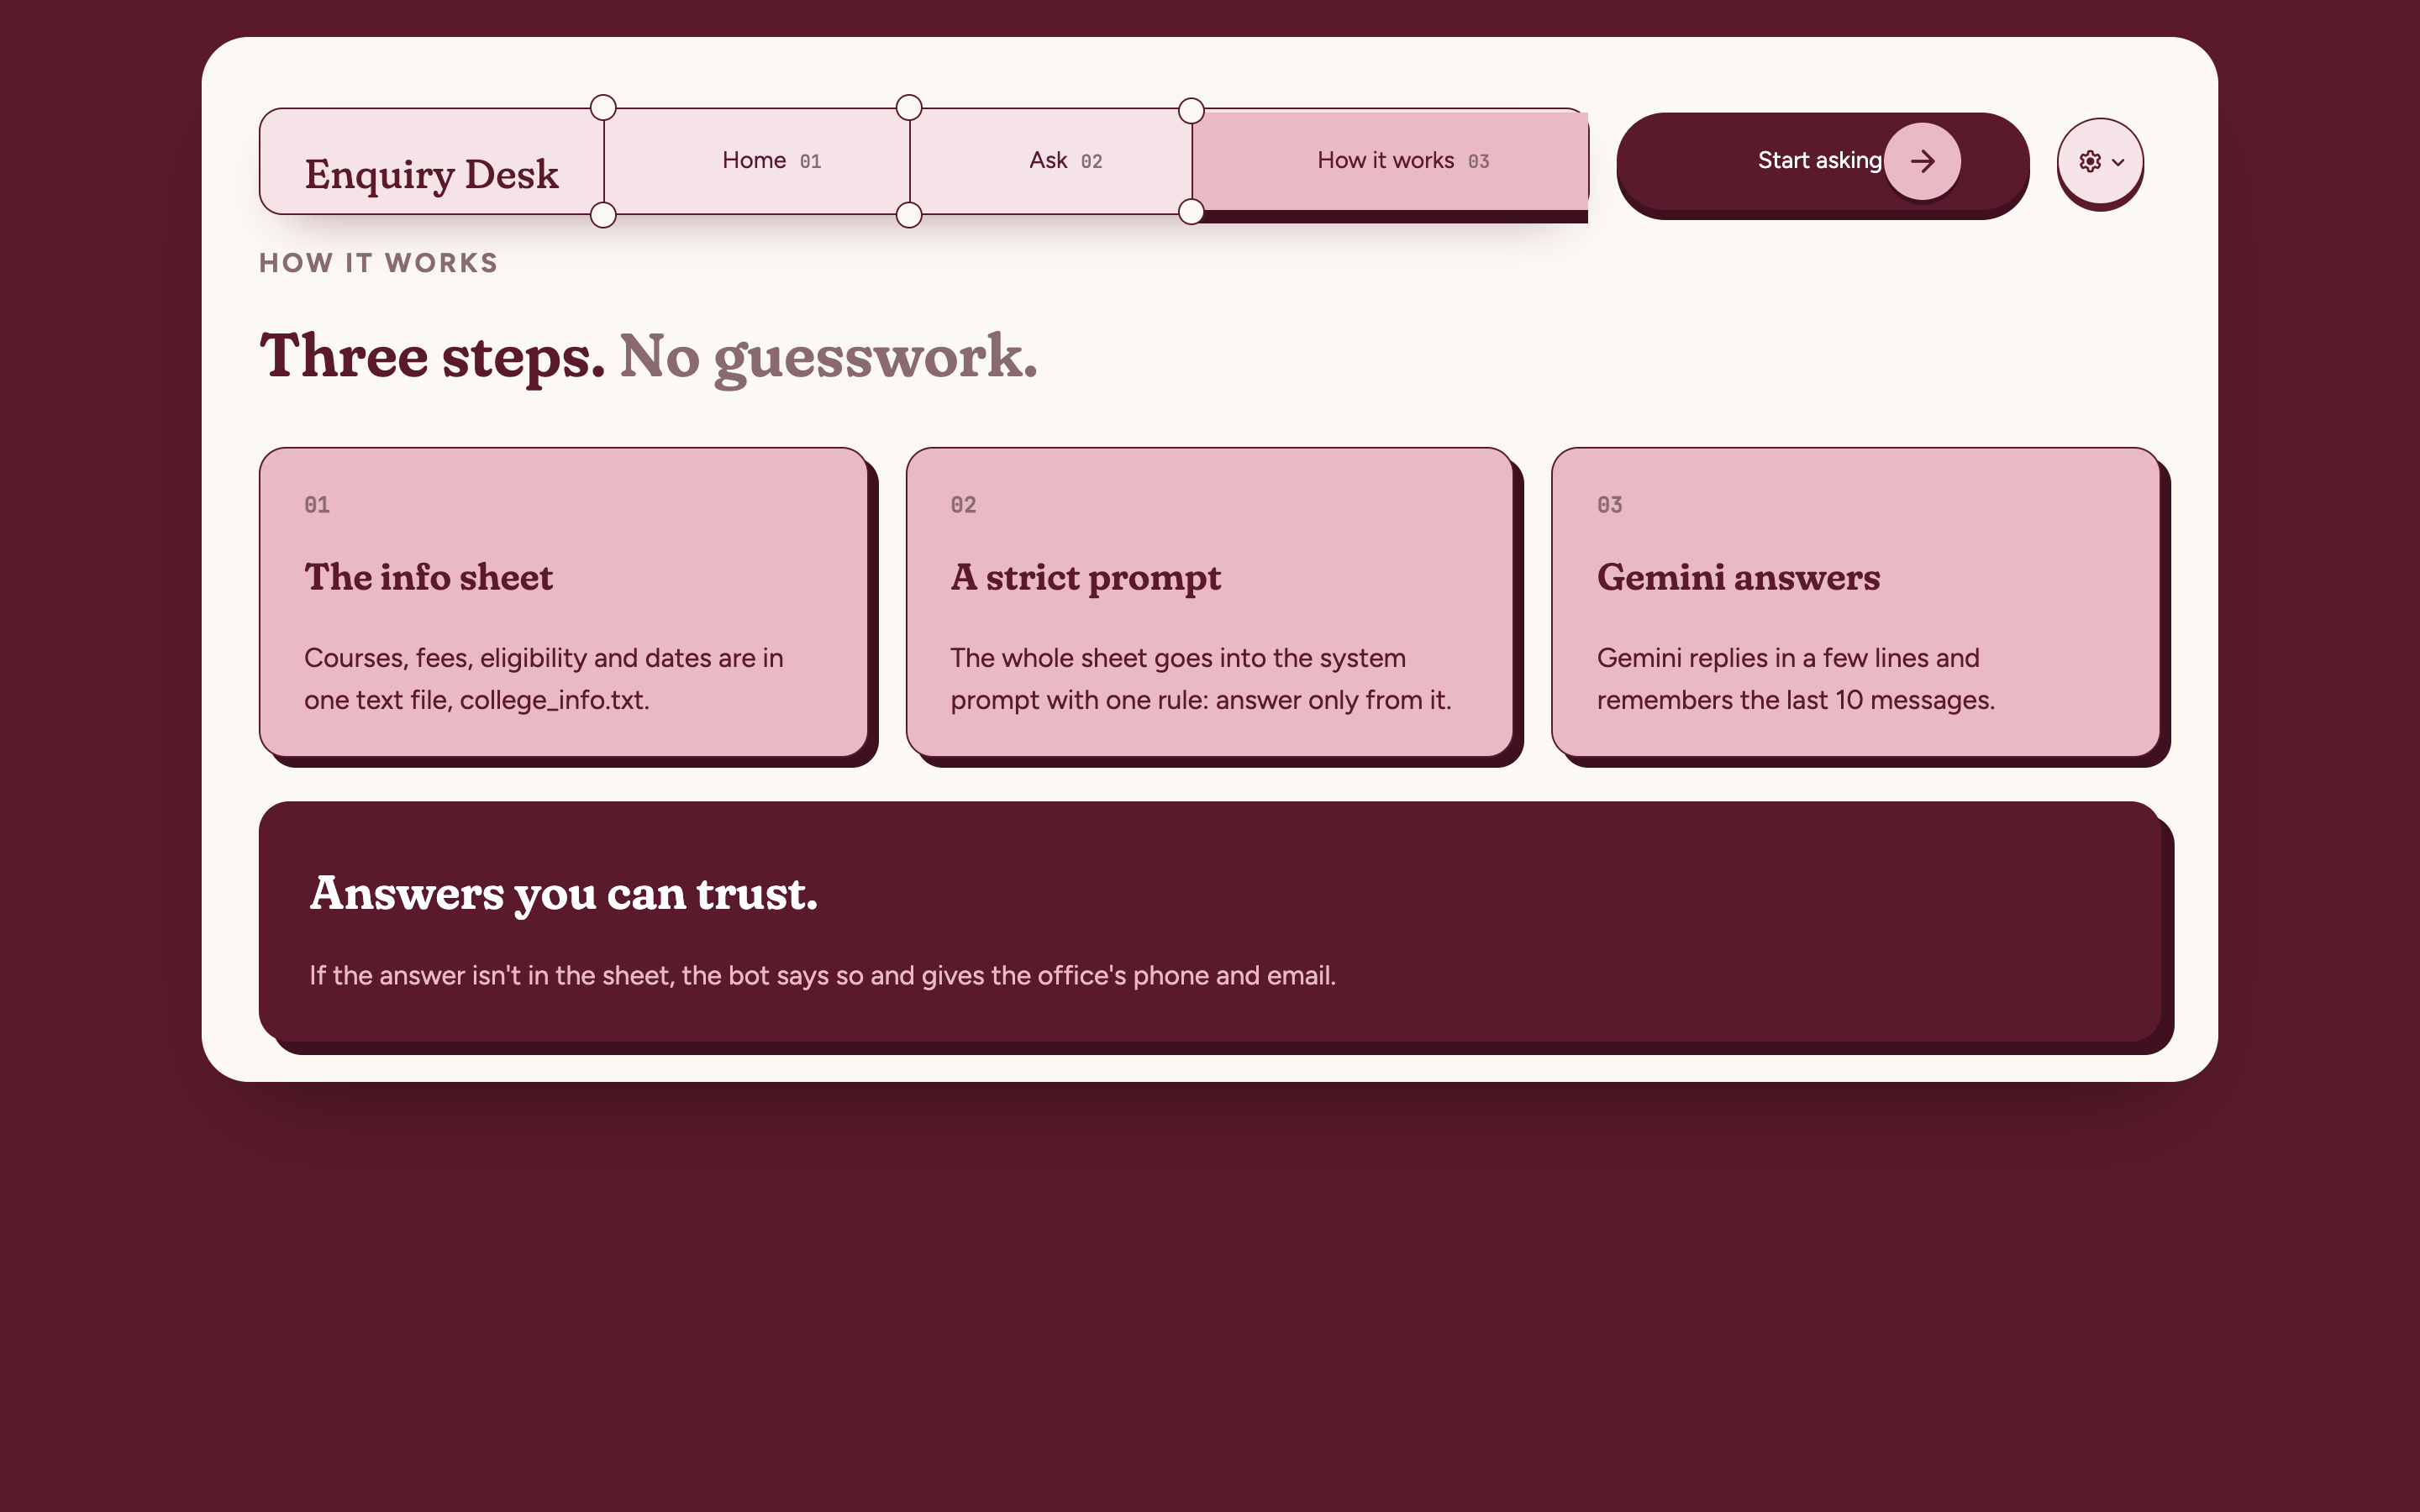 Enquiry Desk
Home 01
Ask 02
How it works 03
Start asking
HOW IT WORKS
Three steps. No guesswork.
01
The info sheet
Courses, fees, eligibility and dates are in
one text file, college_info.txt.
02
A strict prompt
The whole sheet goes into the system
prompt with one rule: answer only from it.
03
Gemini answers
Gemini replies in a few lines and
remembers the last 10 messages.
Answers you can trust.
If the answer isn't in the sheet, the bot says so and gives the office's phone and email.